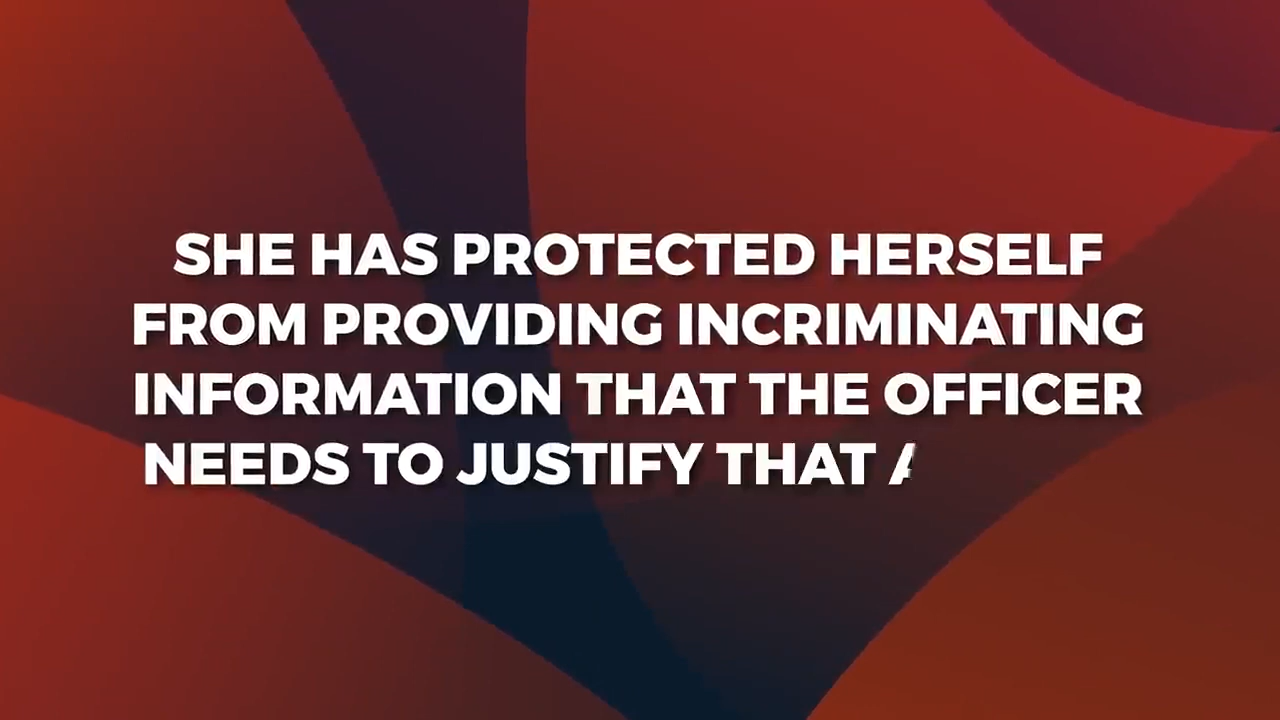 SHE HAS PROTECTED HERSELF
FROM PROVIDING INCRIMINATING
INFORMATION THAT THE OFFICER
NEEDS TO JUSTIFY THAT